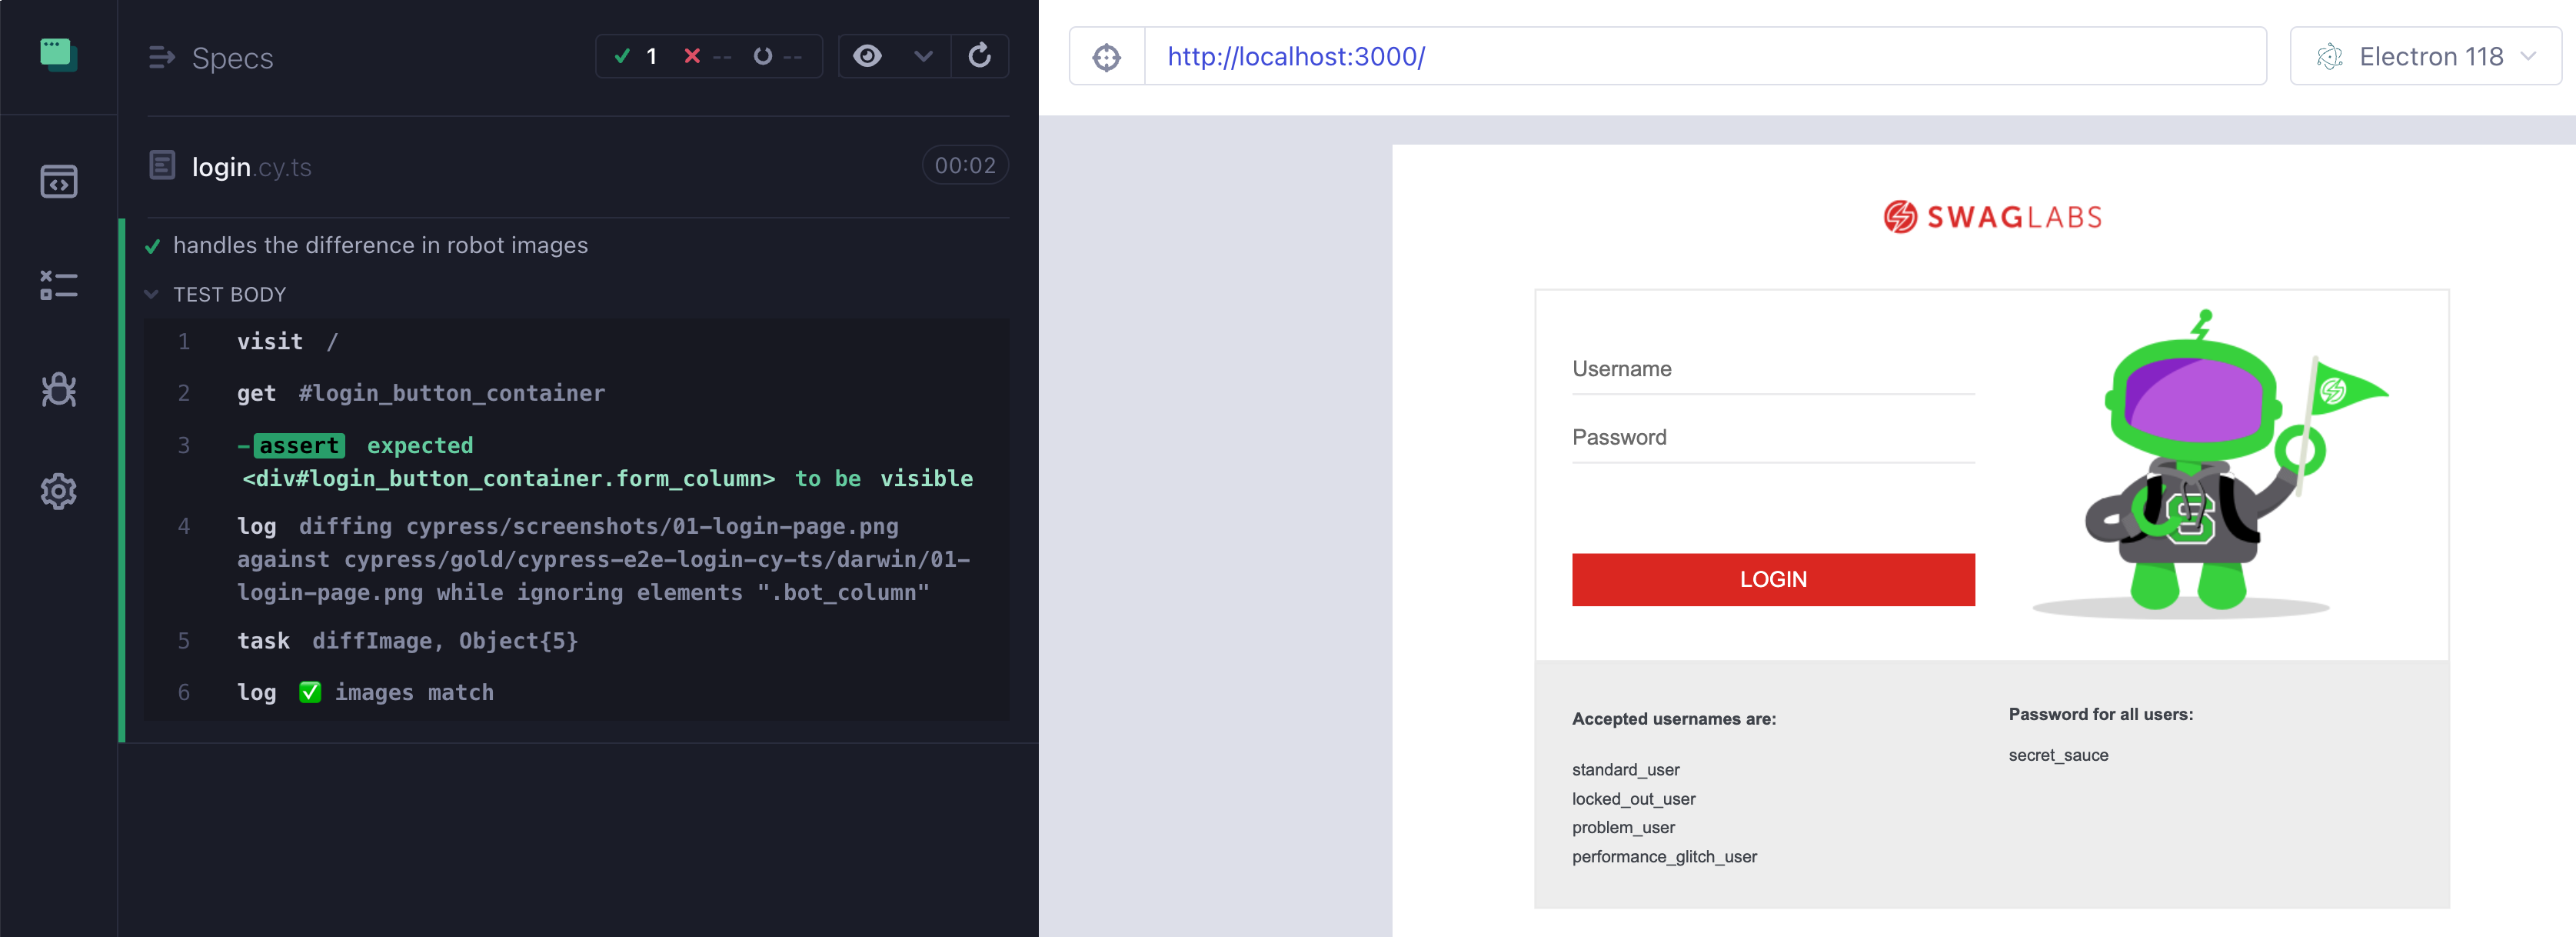 Specs
1 -- --
login.cy.ts
00:02
handles the difference in robot images
TEST BODY
1 visit /
2 get #login_button_container
3 -assert expected
<div#login_button_container.form_column> to be visible
4 log diffing cypress/screenshots/01-login-page.png
against cypress/gold/cypress-e2e-login-cy-ts/darwin/01-
login-page.png while ignoring elements ".bot_column"
5 task diffImage, Object{5}
6 log ✅ images match
http://localhost:3000/
Electron 118
SWAGLABS
Username
Password
LOGIN
S
Accepted usernames are:
standard_user
locked_out_user
problem_user
performance_glitch_user
Password for all users:
secret_sauce